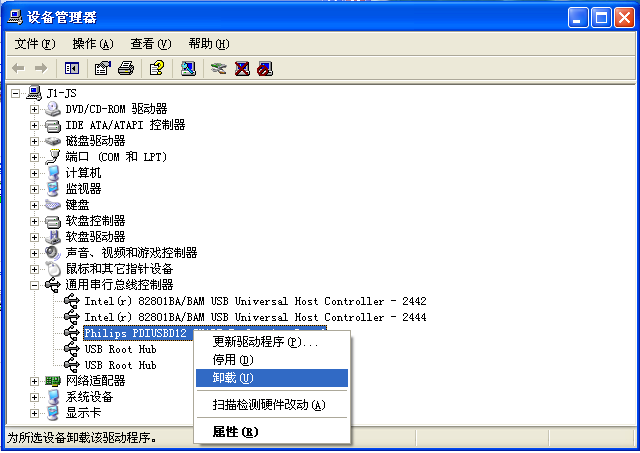 设备管理器
文件(F) 操作(A) 查看(V) 帮助(H)
J1-JS
DVD/CD-ROM 驱动器
IDE ATA/ATAPI 控制器
磁盘驱动器
端口 (COM 和 LPT)
计算机
监视器
键盘
软盘控制器
软盘驱动器
声音、视频和游戏控制器
鼠标和其它指针设备
通用串行总线控制器
Intel(r) 82801BA/BAM USB Universal Host Controller - 2442
Intel(r) 82801BA/BAM USB Universal Host Controller - 2444
Philips PDIUSBD12
USB Root Hub
USB Root Hub
网络适配器
系统设备
显示卡
更新驱动程序(P)...
停用(D)
卸载(U)
扫描检测硬件改动(A)
属性(R)
为所选设备卸载该驱动程序。